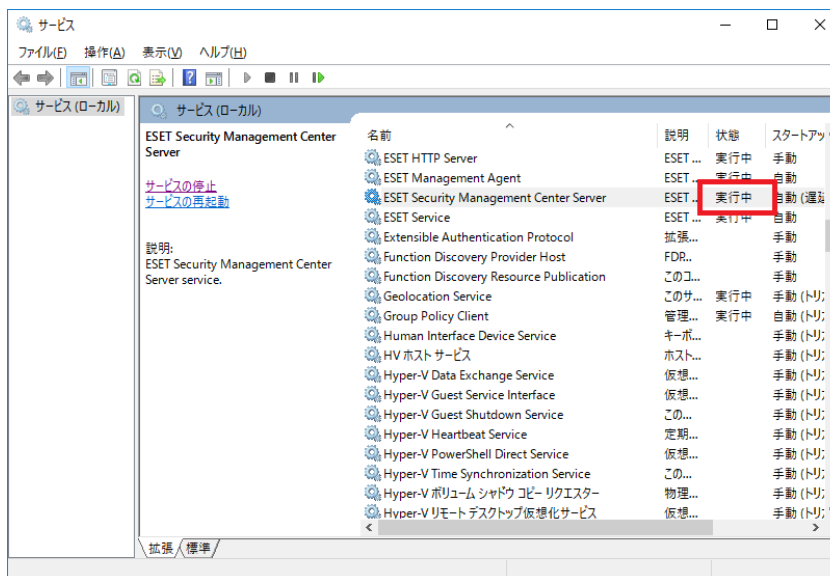 サービス
ファイル(F) 操作(A) 表示(V) ヘルプ(H)
サービス (ローカル)
サービス (ローカル)
ESET Security Management Center
Server
サービスの停止
サービスの再起動
説明:
ESET Security Management Center
Server service.
名前 説明 状態 スタートアッ
ESET HTTP Server ESET ... 実行中 手動
ESET Management Agent ESET ... 実行中 自動
ESET Security Management Center Server ESET ... 実行中 自動 (遅延
ESET Service ESET ... 実行中 自動
Extensible Authentication Protocol 拡張... 手動
Function Discovery Provider Host FDP... 手動
Function Discovery Resource Publication このコ... 手動
Geolocation Service このサ... 実行中 手動 (トリ
Group Policy Client 管理... 実行中 自動 (トリ
Human Interface Device Service キーボ... 手動 (トリ
HV ホスト サービス ホスト... 手動 (トリ
Hyper-V Data Exchange Service 仮想... 手動 (トリ
Hyper-V Guest Service Interface 仮想... 手動 (トリ
Hyper-V Guest Shutdown Service この... 手動 (トリ
Hyper-V Heartbeat Service 定期... 手動 (トリ
Hyper-V PowerShell Direct Service 仮想... 手動 (トリ
Hyper-V Time Synchronization Service この... 手動 (トリ
Hyper-V ボリューム シャドウ コピー リクエスター 物理... 手動 (トリ
Hyper-V リモート デスクトップ仮想化サービス 仮想... 手動 (トリ
拡張 標準